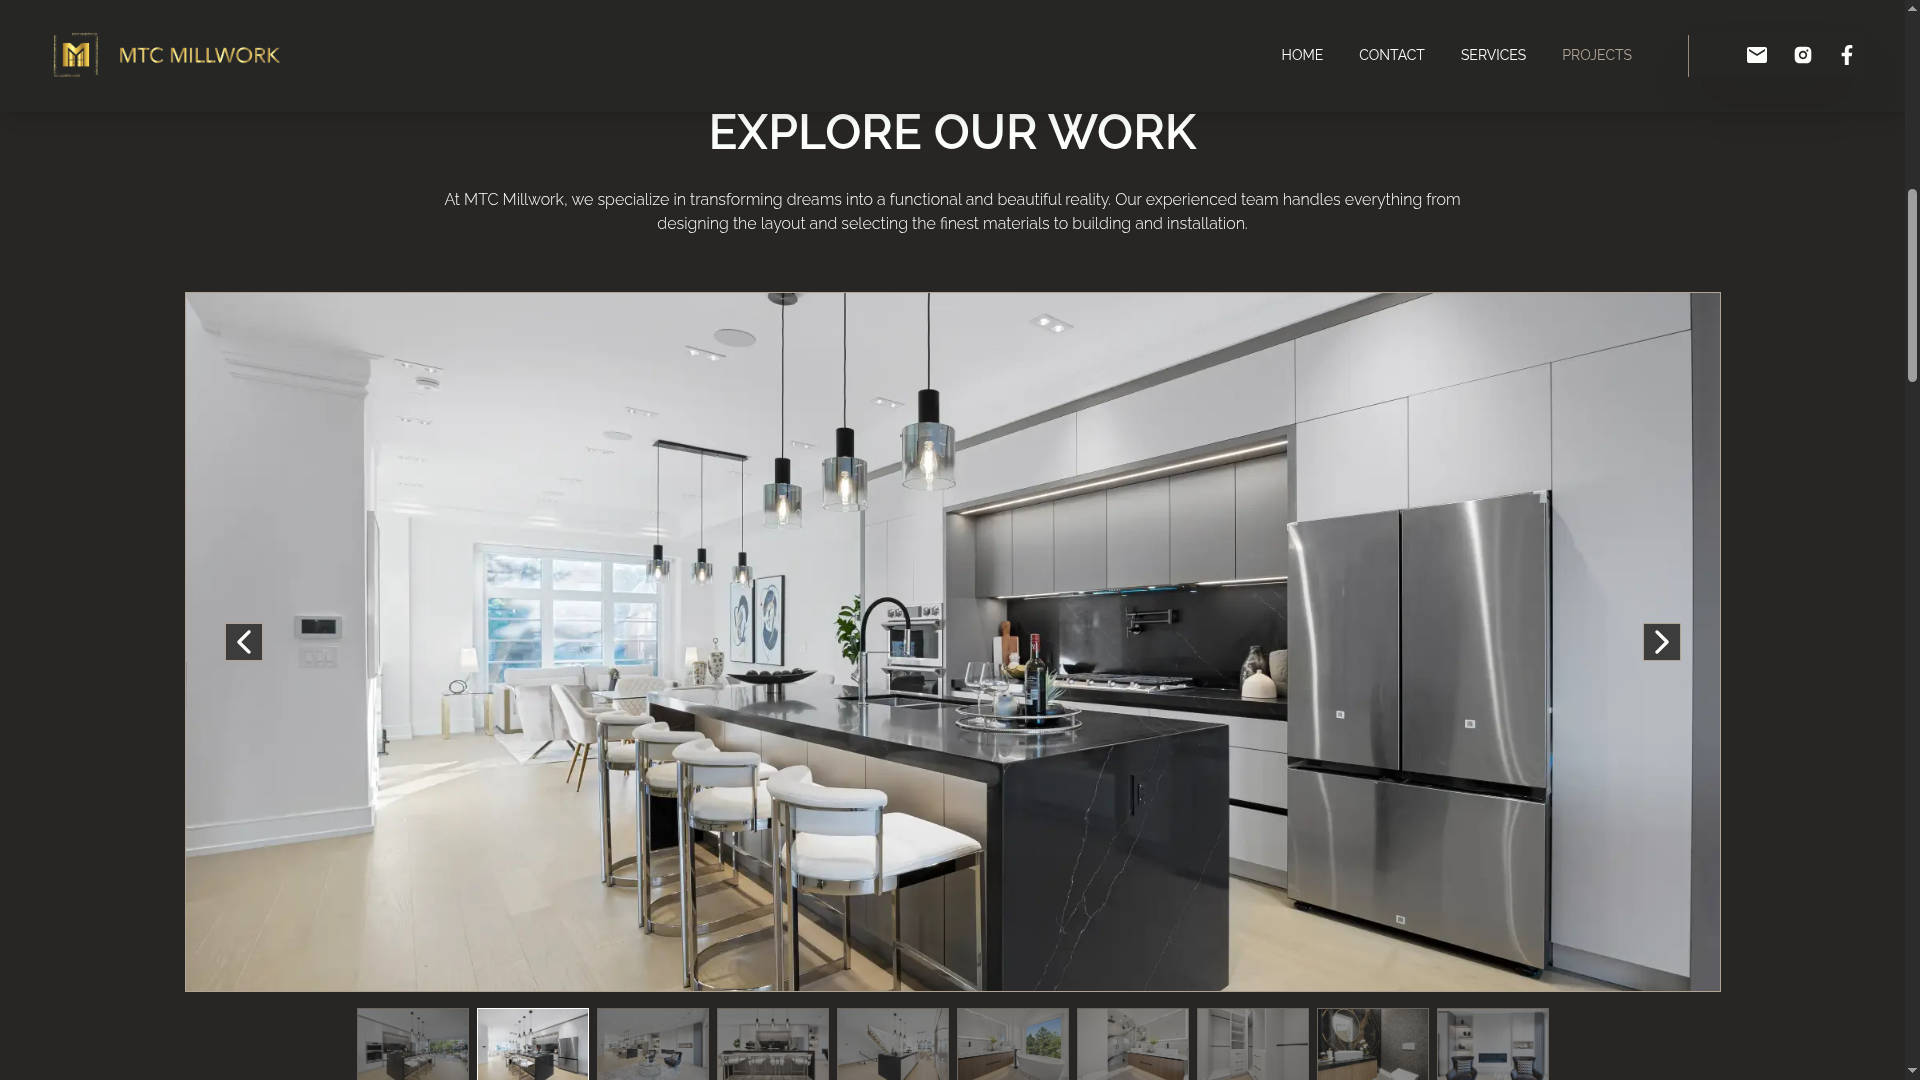 MTC MILLWORK
HOME CONTACT SERVICES PROJECTS
EXPLORE OUR WORK
At MTC Millwork, we specialize in transforming dreams into a functional and beautiful reality. Our experienced team handles everything from
designing the layout and selecting the finest materials to building and installation.